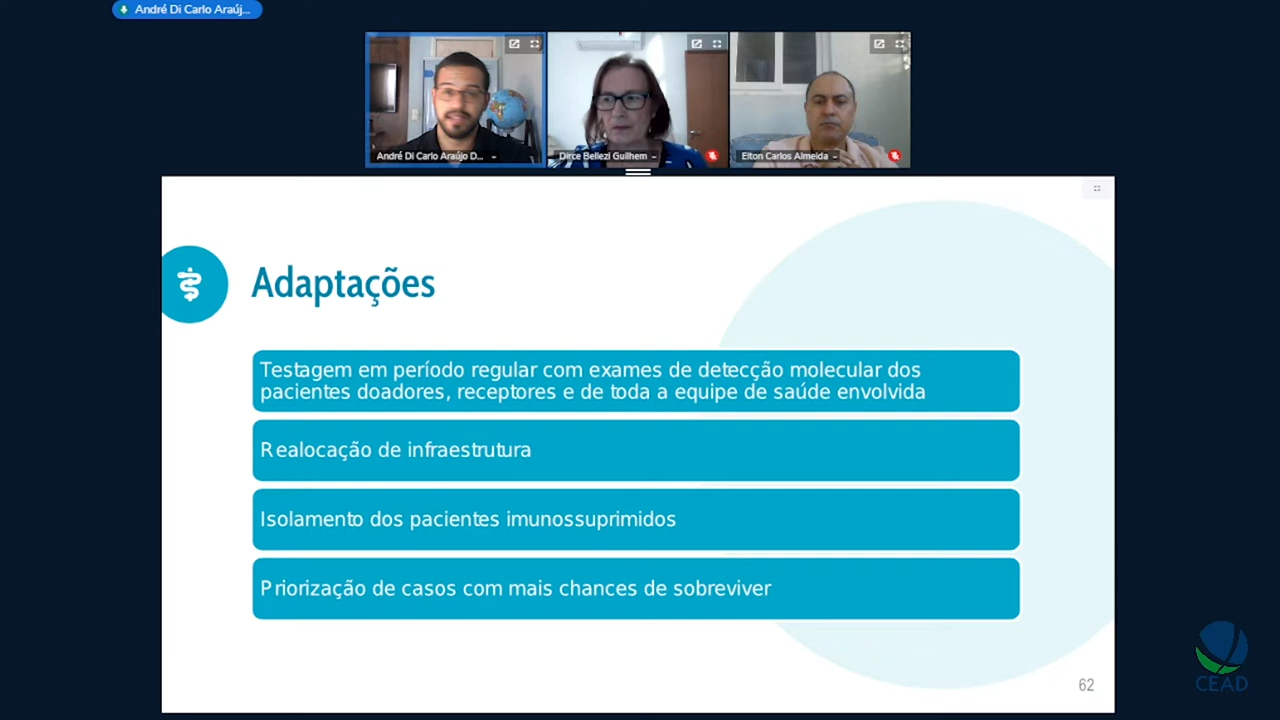 André Di Carlo Araúj...
André Di Carlo Araújo D...
Dirce Bellezi Guilhem
Elton Carlos Almeida
Adaptações
Testagem em período regular com exames de detecção molecular dos
pacientes doadores, receptores e de toda a equipe de saúde envolvida
Realocação de infraestrutura
Isolamento dos pacientes imunossuprimidos
Priorização de casos com mais chances de sobreviver
62
CEAD